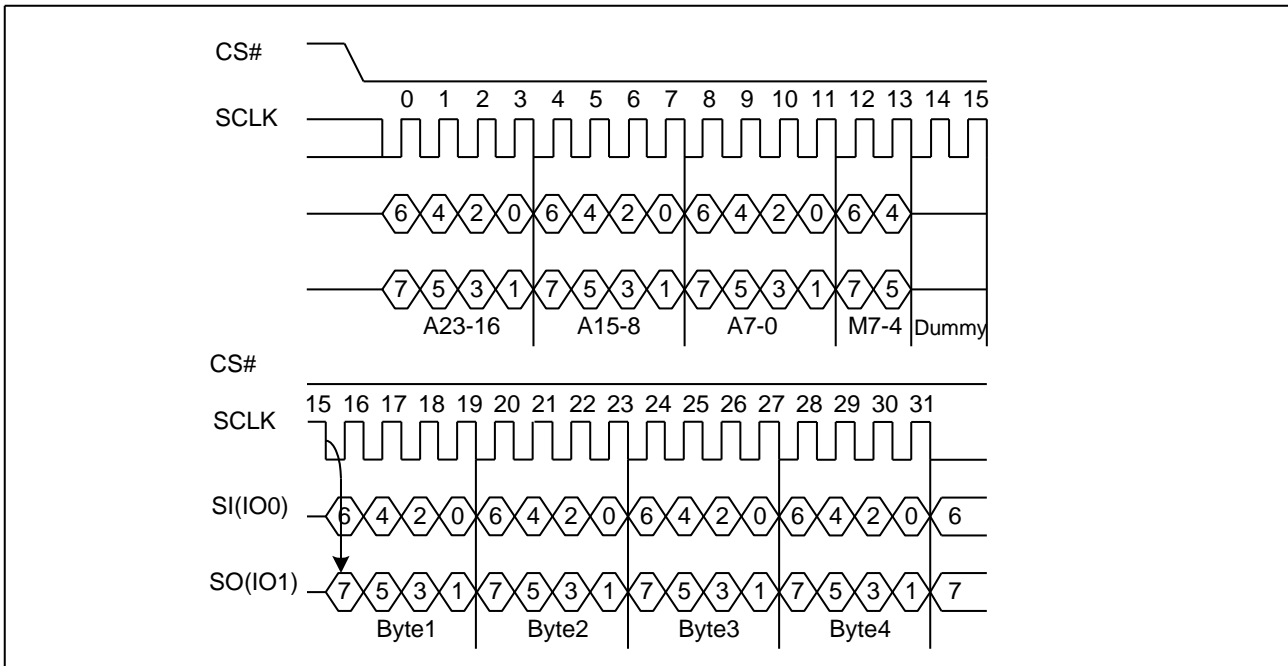 CS#
0 1 2 3 4 5 6 7 8 9 10 11 12 13 14 15
SCLK
6 4 2 0 6 4 2 0 6 4 2 0 6 4
7 5 3 1 7 5 3 1 7 5 3 1 7 5
A23-16 A15-8 A7-0 M7-4 Dummy
CS#
15 16 17 18 19 20 21 22 23 24 25 26 27 28 29 30 31
SCLK
SI(IO0) 6 4 2 0 6 4 2 0 6 4 2 0 6 4 2 0 6
SO(IO1) 7 5 3 1 7 5 3 1 7 5 3 1 7 5 3 1 7
Byte1 Byte2 Byte3 Byte4